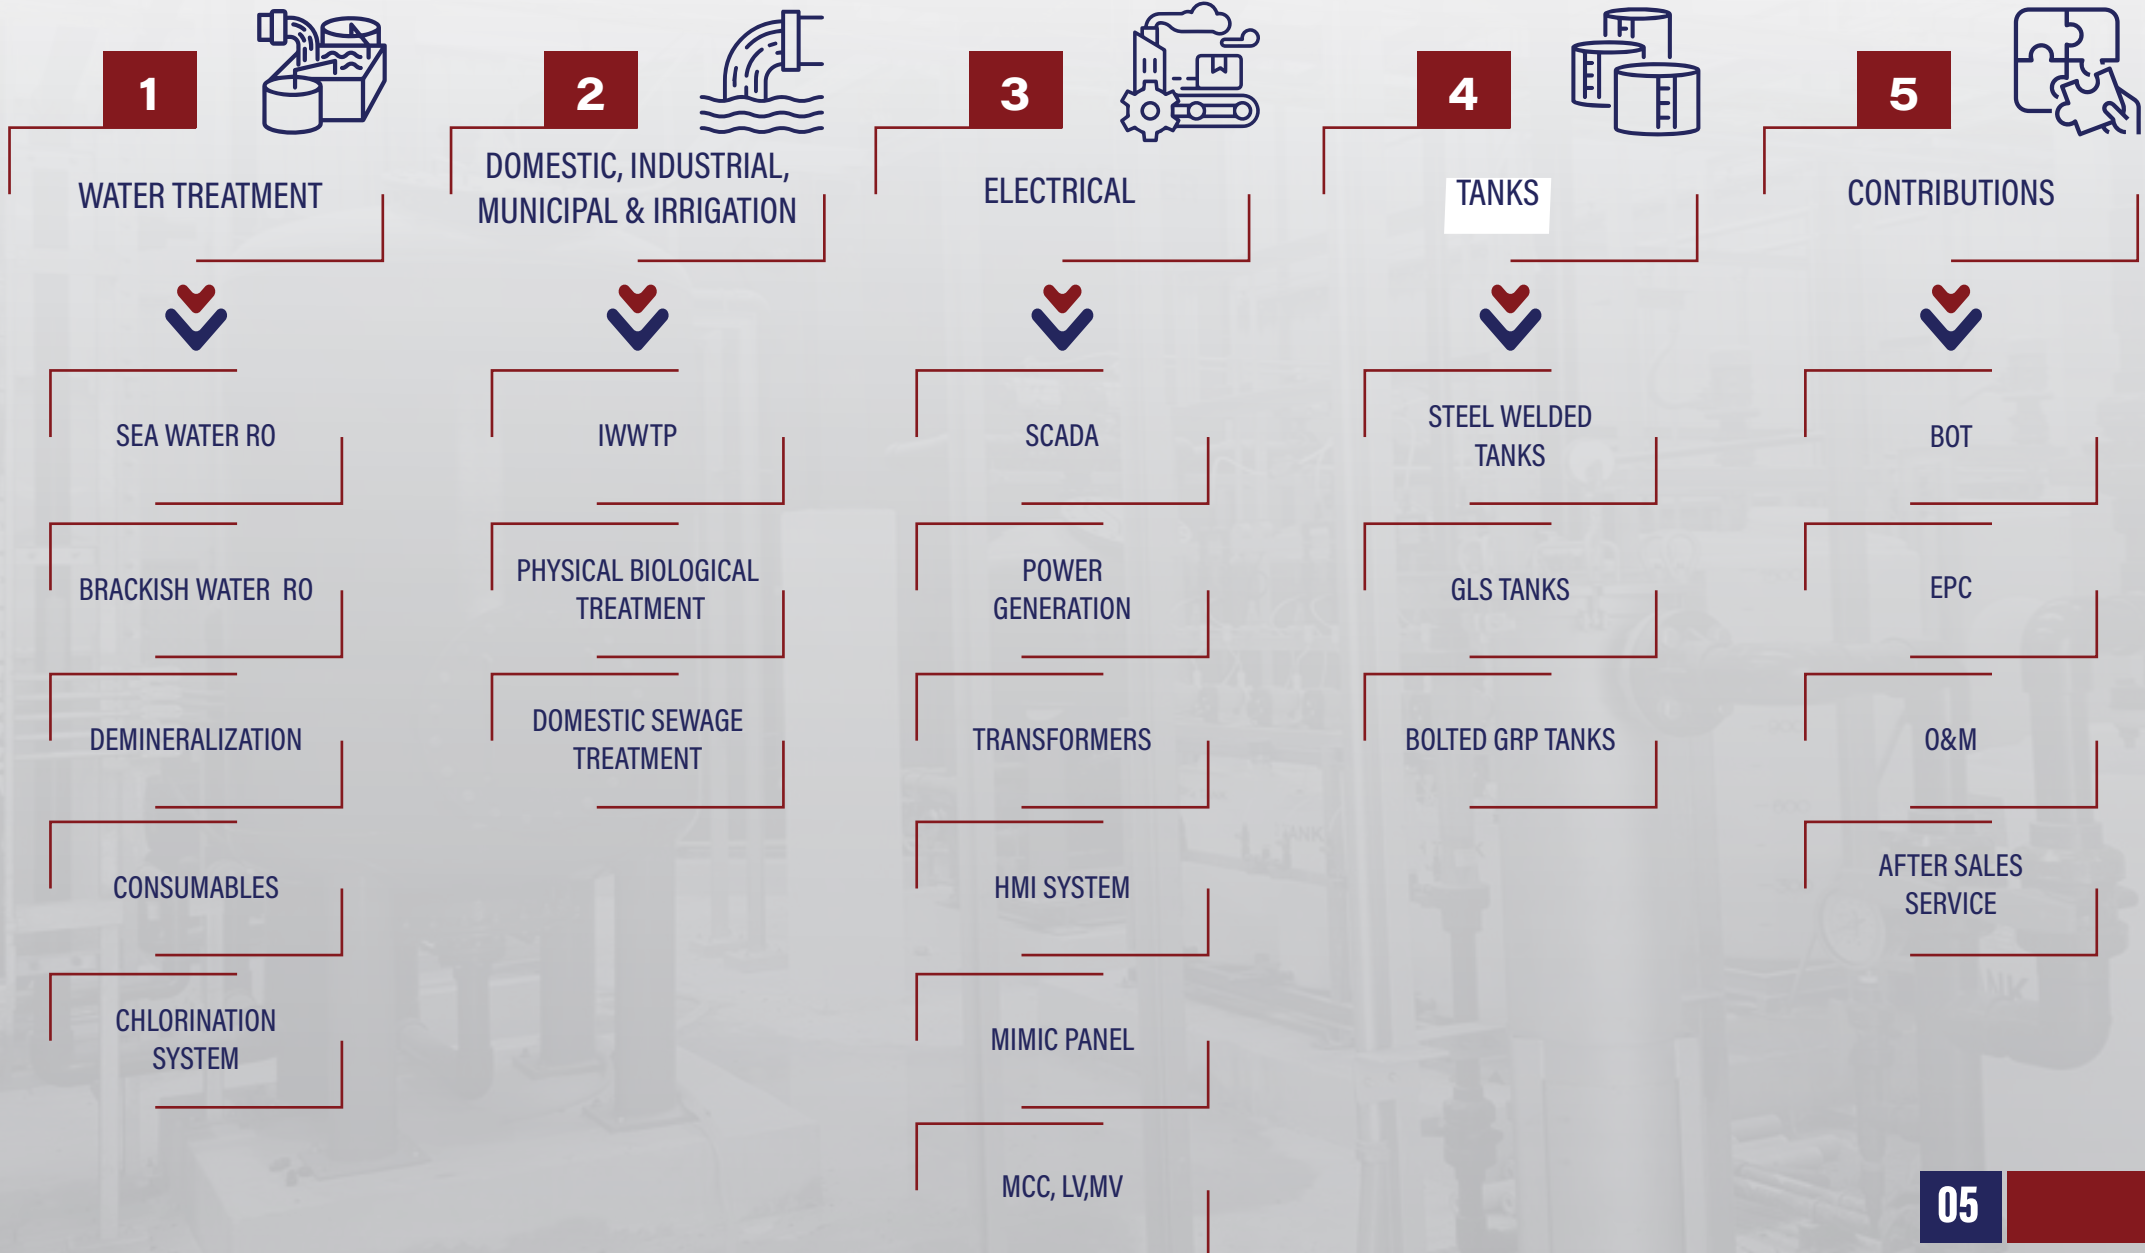 1
WATER TREATMENT
SEA WATER RO
BRACKISH WATER RO
DEMINERALIZATION
CONSUMABLES
CHLORINATION
SYSTEM
2
DOMESTIC, INDUSTRIAL,
MUNICIPAL & IRRIGATION
IWWTP
PHYSICAL BIOLOGICAL
TREATMENT
DOMESTIC SEWAGE
TREATMENT
3
ELECTRICAL
SCADA
POWER
GENERATION
TRANSFORMERS
HMI SYSTEM
MIMIC PANEL
MCC, LV,MV
4
TANKS
STEEL WELDED
TANKS
GLS TANKS
BOLTED GRP TANKS
5
CONTRIBUTIONS
BOT
EPC
O&M
AFTER SALES
SERVICE
05